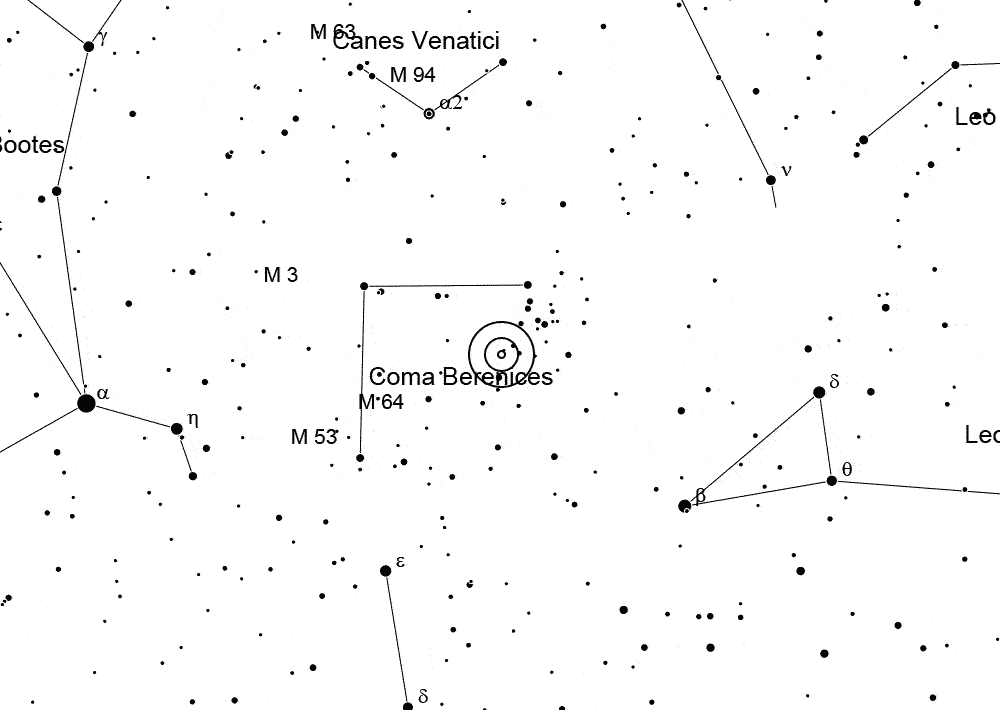 γ
M 63
Canes Venatici
M 94
α2
Leo
Bootes
ν
ε
M 3
Coma Berenices
δ
α
M 64
η
M 53
Leo
θ
β
ε
δ